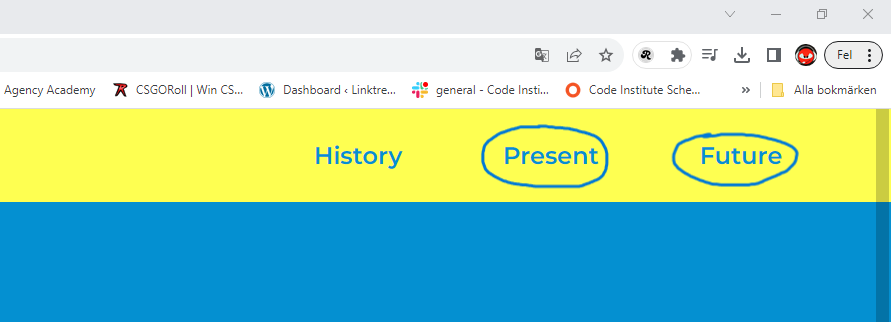 Fel
Agency Academy CSGORoll | Win CS... Dashboard ‹ Linktre... general - Code Insti... Code Institute Sche... » Alla bokmärken
History Present Future